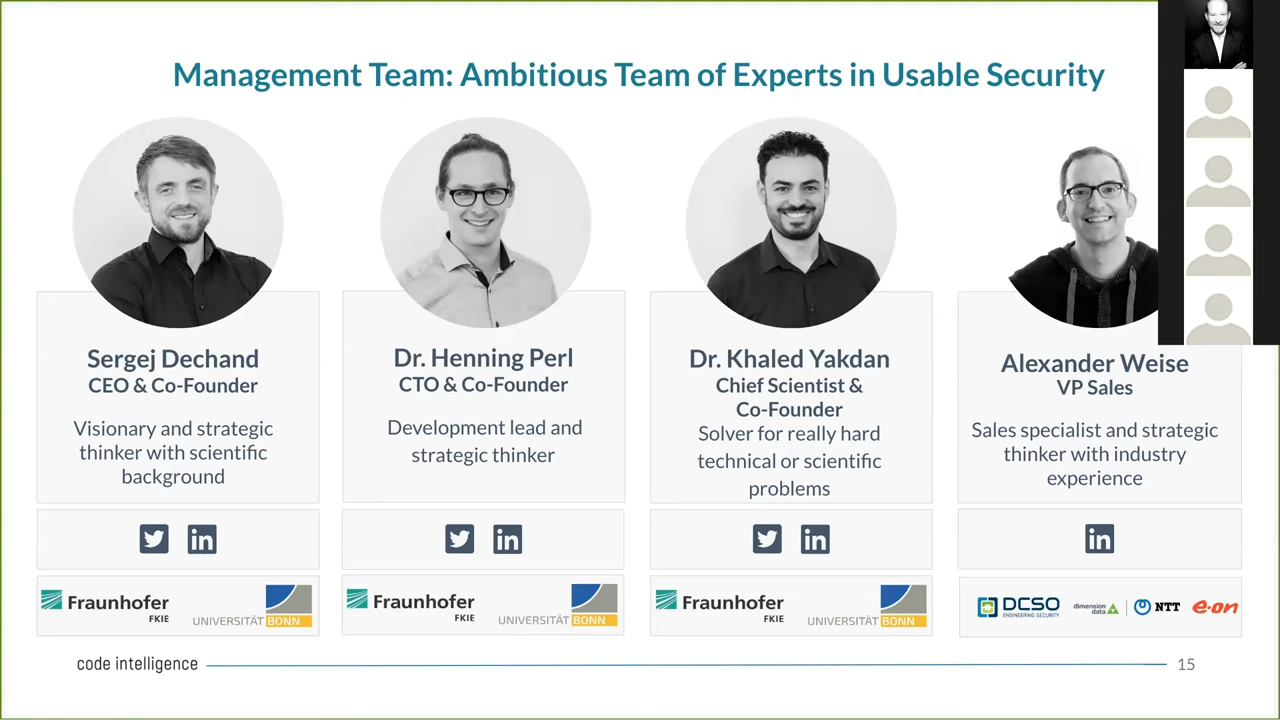 Management Team: Ambitious Team of Experts in Usable Security
Sergej Dechand
CEO & Co-Founder
Visionary and strategic
thinker with scientific
background
Fraunhofer
FKIE
UNIVERSITÄT BONN
Dr. Henning Perl
CTO & Co-Founder
Development lead and
strategic thinker
Fraunhofer
FKIE
UNIVERSITÄT BONN
Dr. Khaled Yakdan
Chief Scientist &
Co-Founder
Solver for really hard
technical or scientific
problems
Fraunhofer
FKIE
UNIVERSITÄT BONN
Alexander Weise
VP Sales
Sales specialist and strategic
thinker with industry
experience
in
DCSO
ENGINEERING SECURITY
dimension
data
NTT
e·on
code intelligence
15